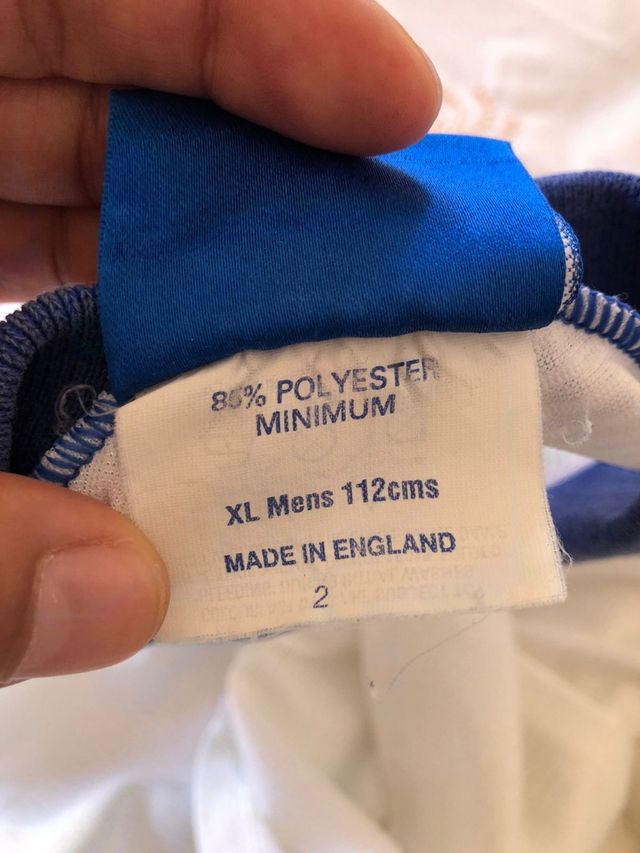 85% POLYESTER
MINIMUM
XL Mens 112cms
MADE IN ENGLAND
2